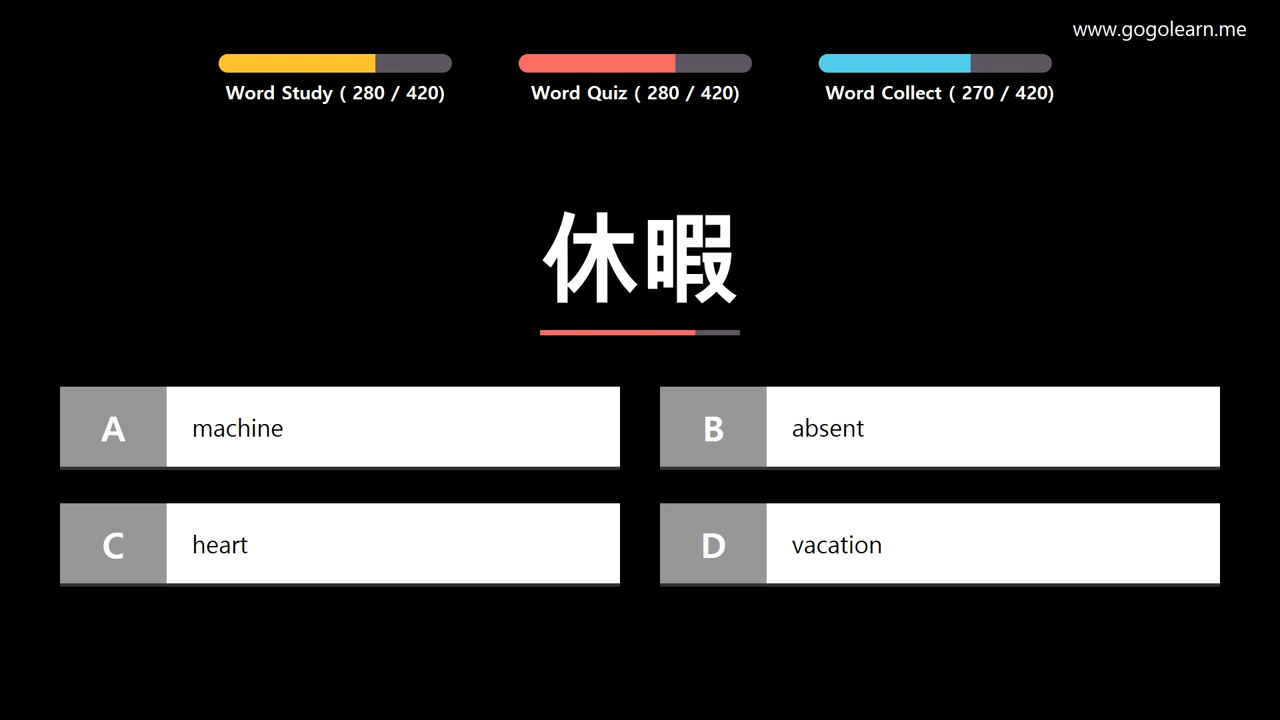 www.gogolearn.me
Word Study ( 280 / 420)
Word Quiz ( 280 / 420)
Word Collect ( 270 / 420)
休暇
A machine
B absent
C heart
D vacation